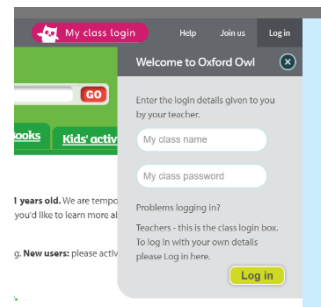 My class login
Help
Join us
Log in
Welcome to Oxford Owl
GO
Enter the login details given to you
by your teacher.
My class name
ooks
Kids' activ
My class password
1 years old. We are tempo
you'd like to learn more al
Problems logging in?
Teachers - this is the class login box.
To log in with your own details
please Log in here.
g. New users: please activ
Log in